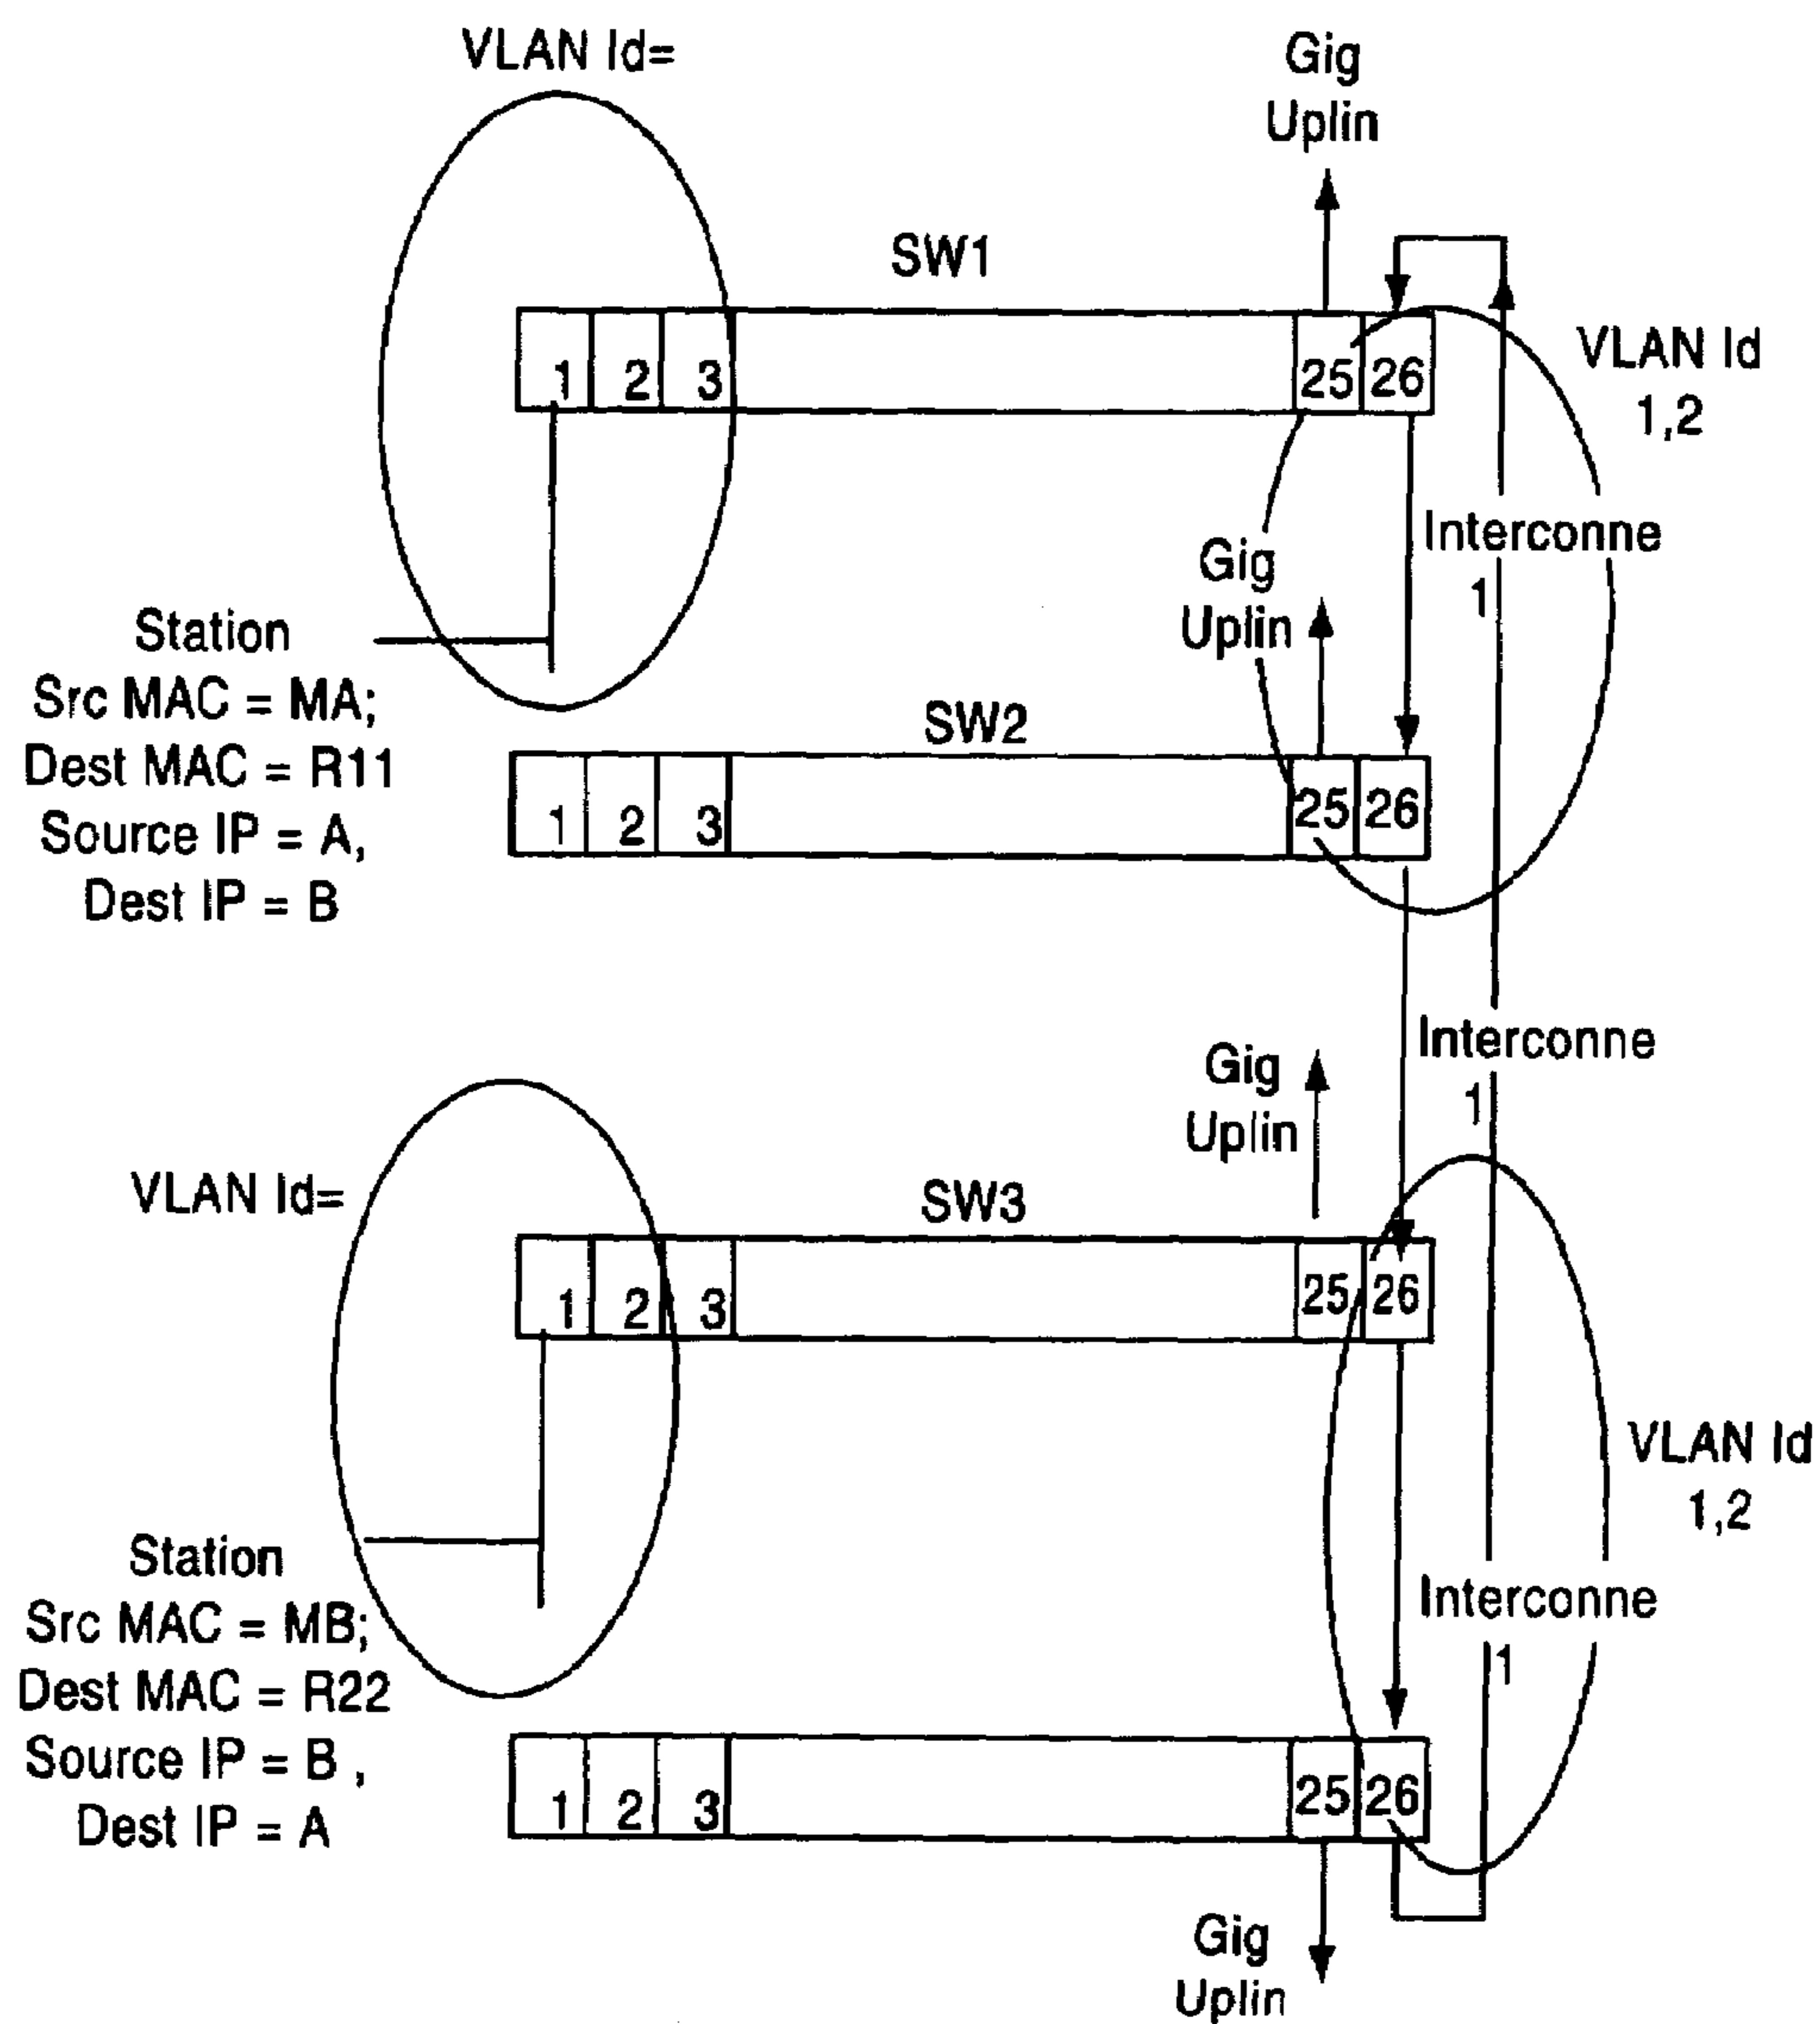 VLAN Id=
Gig
Uplin
SW1
1 2 3 25 26
VLAN Id
1,2
Interconne
1
Gig
Uplin
Station
Src MAC = MA;
Dest MAC = R11
Source IP = A,
Dest IP = B
SW2
1 2 3 25 26
Interconne
1
Gig
Uplin
VLAN Id=
SW3
1 2 3 25 26
VLAN Id
1,2
Interconne
1
Station
Src MAC = MB;
Dest MAC = R22
Source IP = B ,
Dest IP = A
1 2 3 25 26
Gig
Uplin